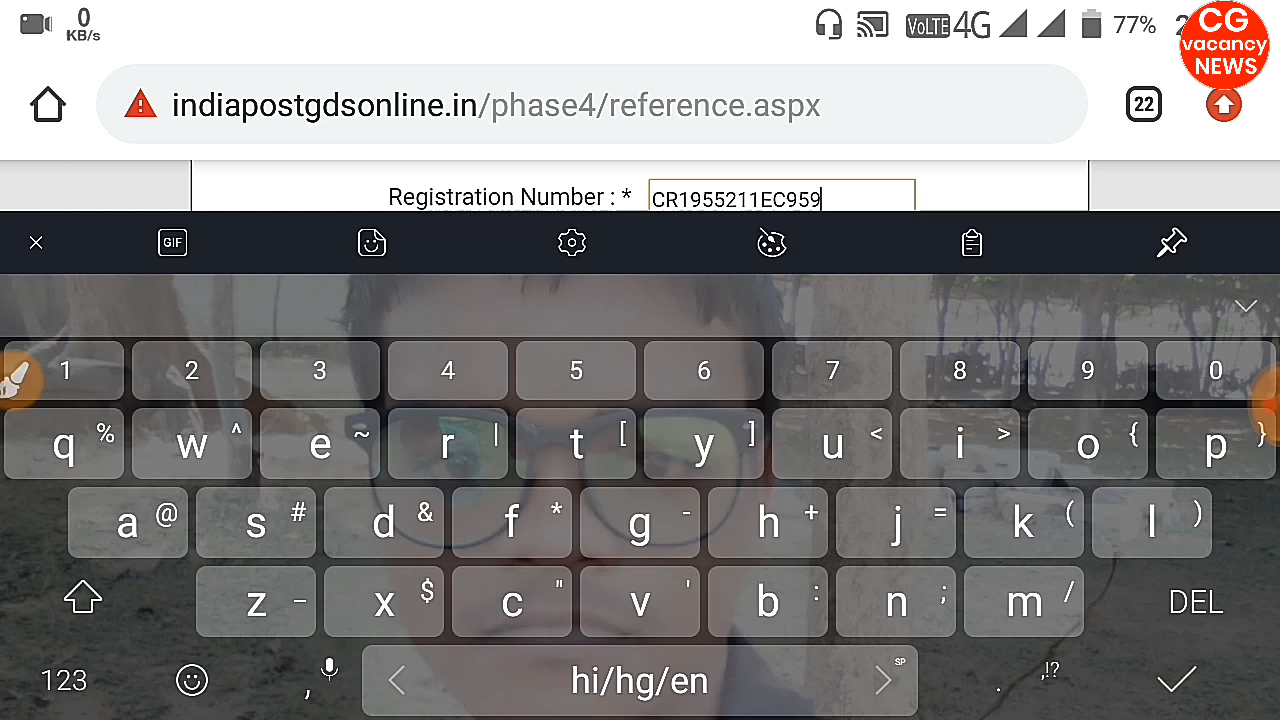 0
KB/s
VoLTE 4G 77% 2
CG
vacancy
NEWS
indiapostgdsonline.in/phase4/reference.aspx
22
Registration Number : * CR1955211EC959
GIF
1 2 3 4 5 6 7 8 9 0
q % w ^ e ~ r | t [ y ] u < i > o { p }
a @ s # d & f * g - h + j = k ( l )
z _ x $ c " v ' b : n ; m / DEL
123 , hi/hg/en SP . ,!?